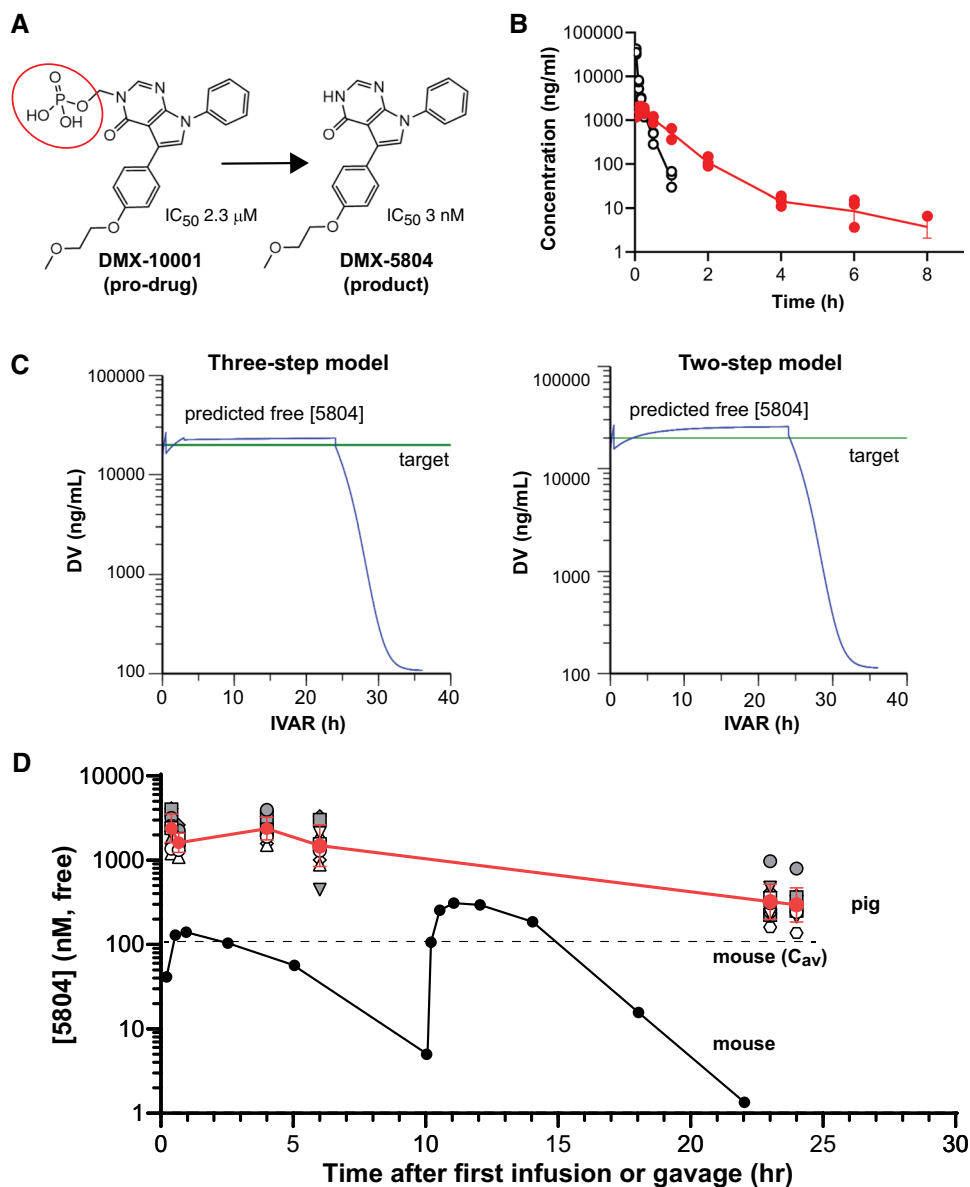 A
O
HO
P
OH
O
N
N
O
N
O
O
IC50 2.3 μM
DMX-10001
(pro-drug)
HN
N
O
N
O
O
IC50 3 nM
DMX-5804
(product)
B
Concentration (ng/ml)
100000
10000
1000
100
10
1
0 2 4 6 8
Time (h)
C
Three-step model
DV (ng/mL)
100000
10000
1000
100
predicted free [5804]
target
0 10 20 30 40
IVAR (h)
Two-step model
DV (ng/mL)
100000
10000
1000
100
predicted free [5804]
target
0 10 20 30 40
IVAR (h)
D
[5804] (nM, free)
10000
1000
100
10
1
pig
mouse (Cav)
mouse
0 5 10 15 20 25 30
Time after first infusion or gavage (hr)